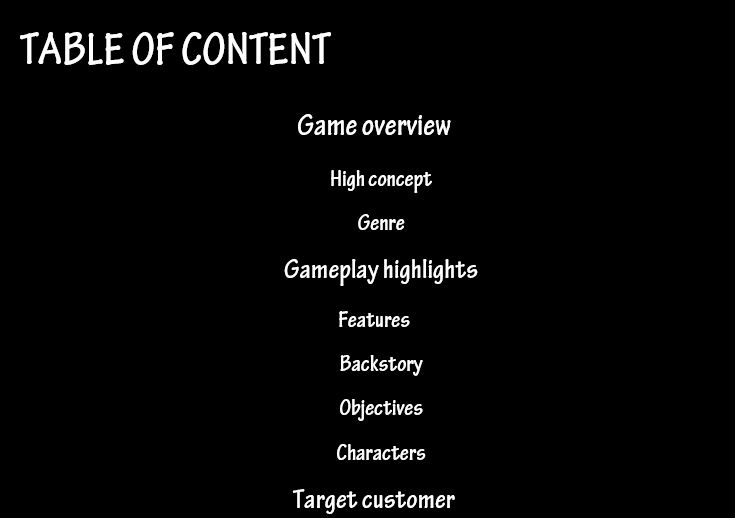 TABLE OF CONTENT
Game overview
High concept
Genre
Gameplay highlights
Features
Backstory
Objectives
Characters
Target customer